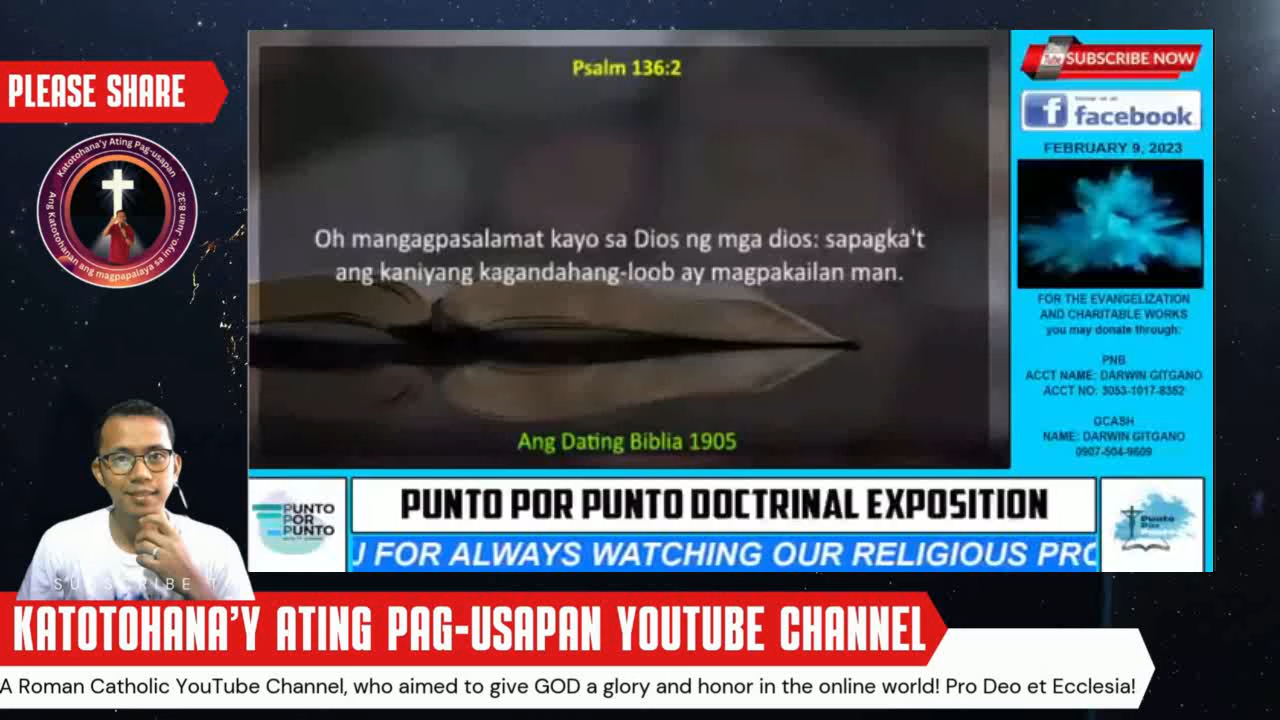 PLEASE SHARE
Katotohana'y Ating Pag-usapan
Ang Katotohanan ang magpapalaya sa inyo. Juan 8:32
Psalm 136:2
Oh mangagpasalamat kayo sa Dios ng mga dios: sapagka't
ang kaniyang kagandahang-loob ay magpakailan man.
Ang Dating Biblia 1905
SUBSCRIBE NOW
facebook
FEBRUARY 9, 2023
FOR THE EVANGELIZATION
AND CHARITABLE WORKS
you may donate through:
PNB
ACCT NAME: DARWIN GITGANO
ACCT NO: 3053-1017-8352
GCASH
NAME: DARWIN GITGANO
0907-504-9609
PUNTO
POR
PUNTO
PUNTO POR PUNTO DOCTRINAL EXPOSITION
Punto
Por
Punto
FOR ALWAYS WATCHING OUR RELIGIOUS PRO
SUBSCRIBE T
KATOTOHANA'Y ATING PAG-USAPAN YOUTUBE CHANNEL
A Roman Catholic YouTube Channel, who aimed to give GOD a glory and honor in the online world! Pro Deo et Ecclesia!